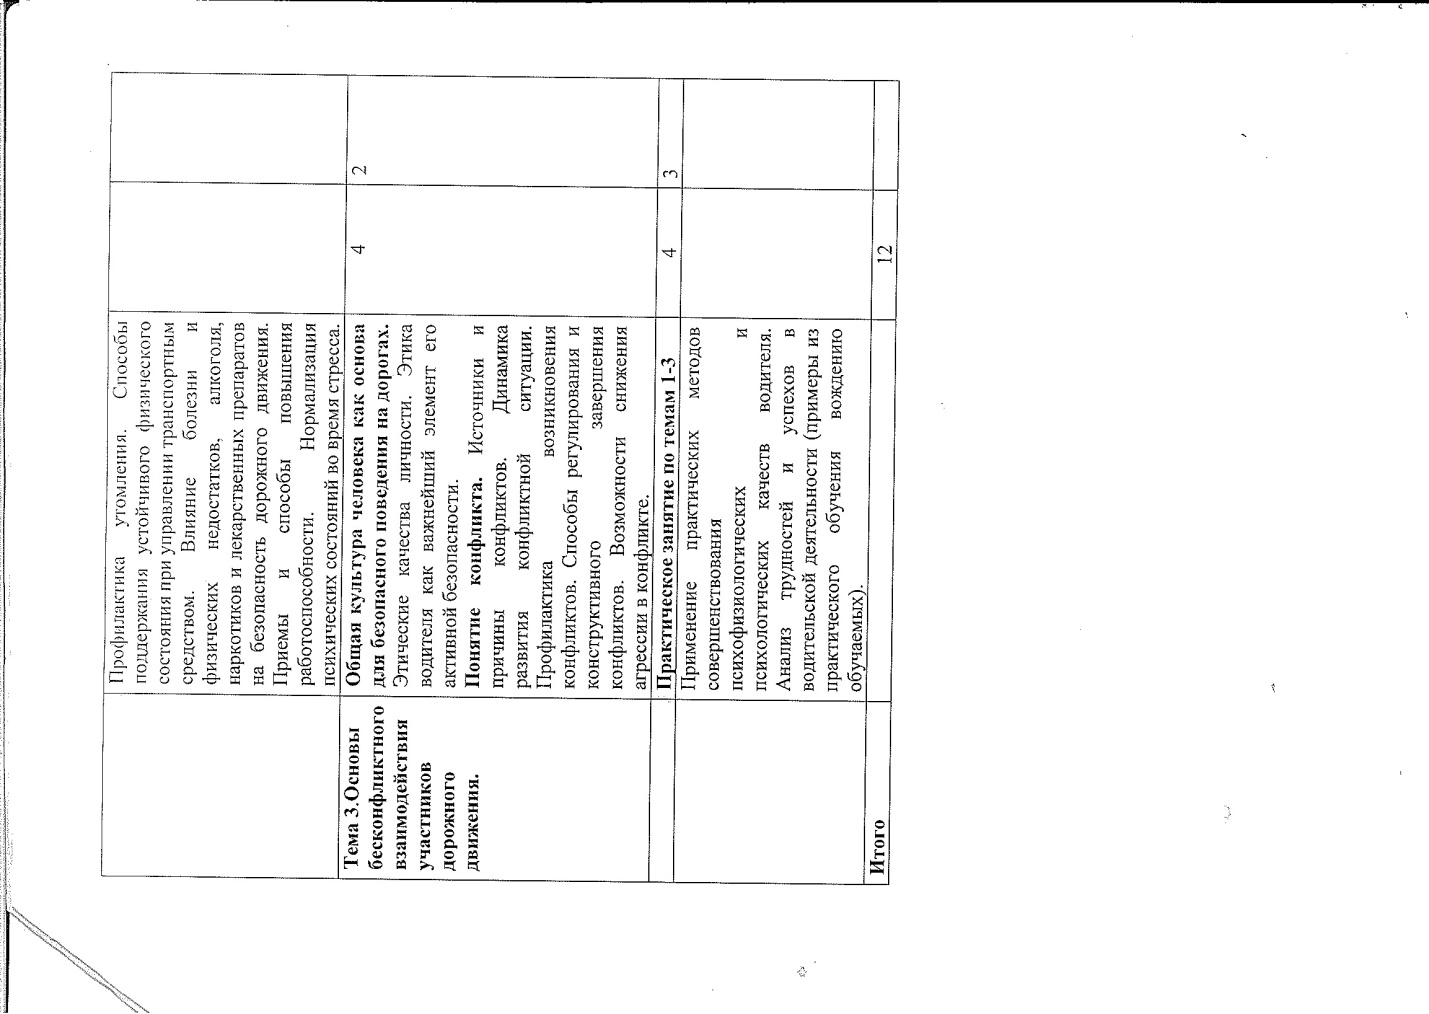 Профилактика утомления. Способы
поддержания устойчивого физического
состояния при управлении транспортным
средством. Влияние болезни и
физических недостатков, алкоголя,
наркотиков и лекарственных препаратов
на безопасность дорожного движения.
Приемы и способы повышения
работоспособности. Нормализация
психических состояний во время стресса.
Тема 3.Основы
бесконфликтного
взаимодействия
участников
дорожного
движения.
Общая культура человека как основа
для безопасного поведения на дорогах.
Этические качества личности. Этика
водителя как важнейший элемент его
активной безопасности.
Понятие конфликта. Источники и
причины конфликтов. Динамика
развития конфликтной ситуации.
Профилактика возникновения
конфликтов. Способы регулирования и
конструктивного завершения
конфликтов. Возможности снижения
агрессии в конфликте.
4
2
Практическое занятие по темам 1-3
4
3
Применение практических методов
совершенствования
психофизиологических и
психологических качеств водителя.
Анализ трудностей и успехов в
водительской деятельности (примеры из
практического обучения вождению
обучаемых).
Итого
12